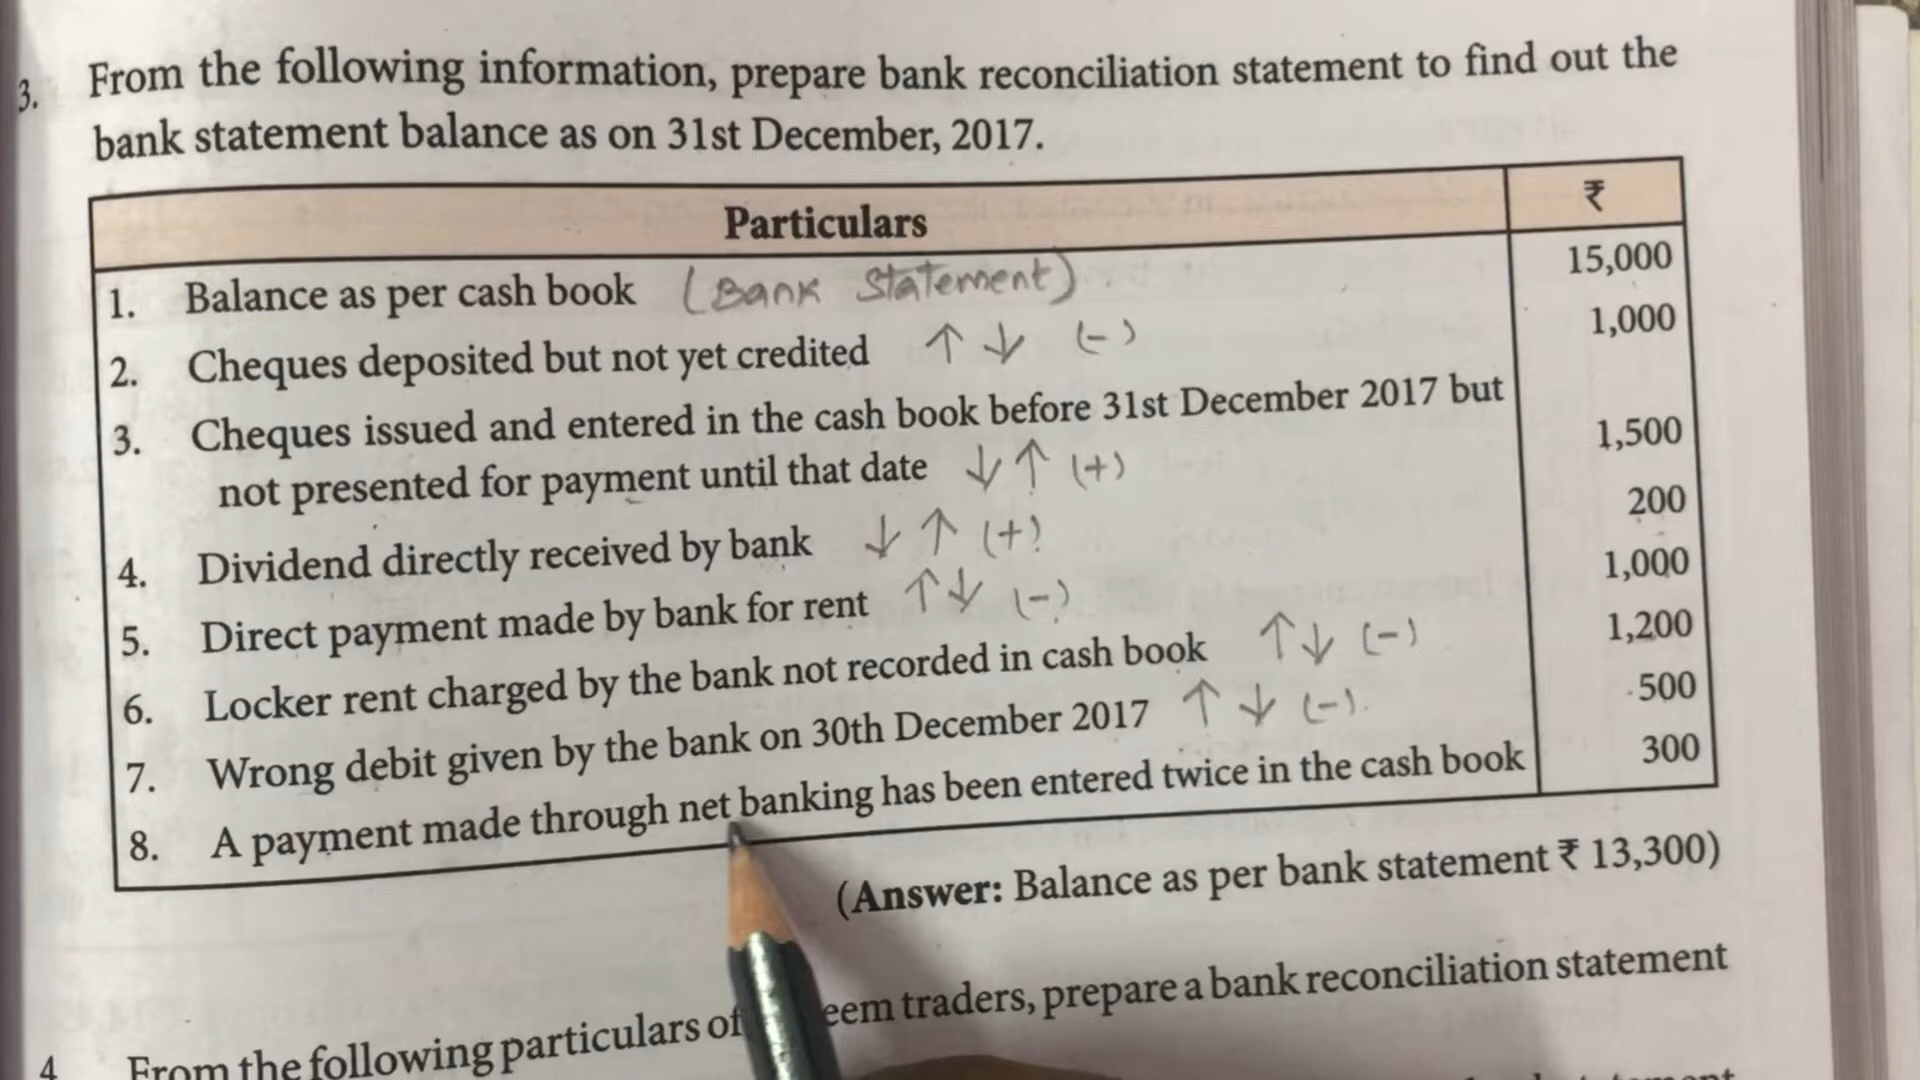 3. From the following information, prepare bank reconciliation statement to find out the
bank statement balance as on 31st December, 2017.
Particulars ₹
1. Balance as per cash book (Bank Statement) 15,000
2. Cheques deposited but not yet credited ↑ ↓ (-) 1,000
3. Cheques issued and entered in the cash book before 31st December 2017 but
not presented for payment until that date ↓ ↑ (+) 1,500
4. Dividend directly received by bank ↓ ↑ (+) 200
5. Direct payment made by bank for rent ↑ ↓ (-) 1,000
6. Locker rent charged by the bank not recorded in cash book ↑ ↓ (-) 1,200
7. Wrong debit given by the bank on 30th December 2017 ↑ ↓ (-) 500
8. A payment made through net banking has been entered twice in the cash book 300
(Answer: Balance as per bank statement ₹ 13,300)
4 From the following particulars of eem traders, prepare a bank reconciliation statement